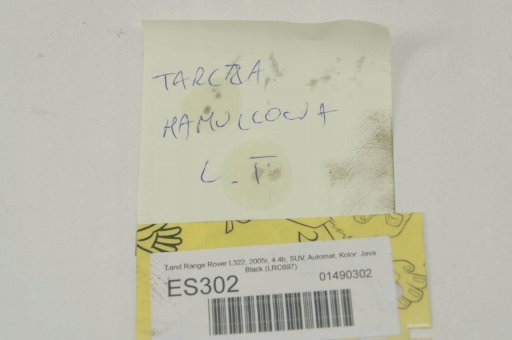 TARCZA
HAMULCOWA
L.T
Land Range Rover L322, 2005r, 4.4b, SUV, Automat, Kolor: Java
Black (LRC697)
ES302
01490302